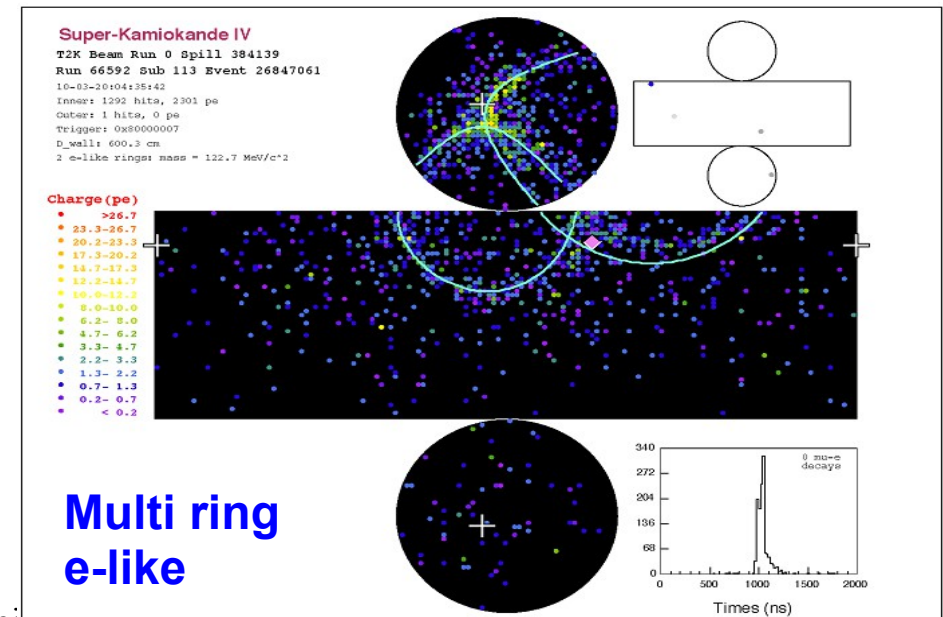 Super-Kamiokande IV
T2K Beam Run 0 Spill 384139
Run 66592 Sub 113 Event 26847061
10-03-20:04:35:42
Inner: 1292 hits, 2301 pe
Outer: 1 hits, 0 pe
Trigger: 0x80000007
D_wall: 600.3 cm
2 e-like rings: mass = 122.7 MeV/c^2
Charge(pe)
>26.7
23.3-26.7
20.2-23.3
17.3-20.2
14.7-17.3
12.2-14.7
10.0-12.2
8.0-10.0
6.2- 8.0
4.7- 6.2
3.3- 4.7
2.2- 3.3
1.3- 2.2
0.7- 1.3
0.2- 0.7
< 0.2
Multi ring
e-like
0 mu-e
decays
340
272
204
136
68
0
0 500 1000 1500 2000
Times (ns)